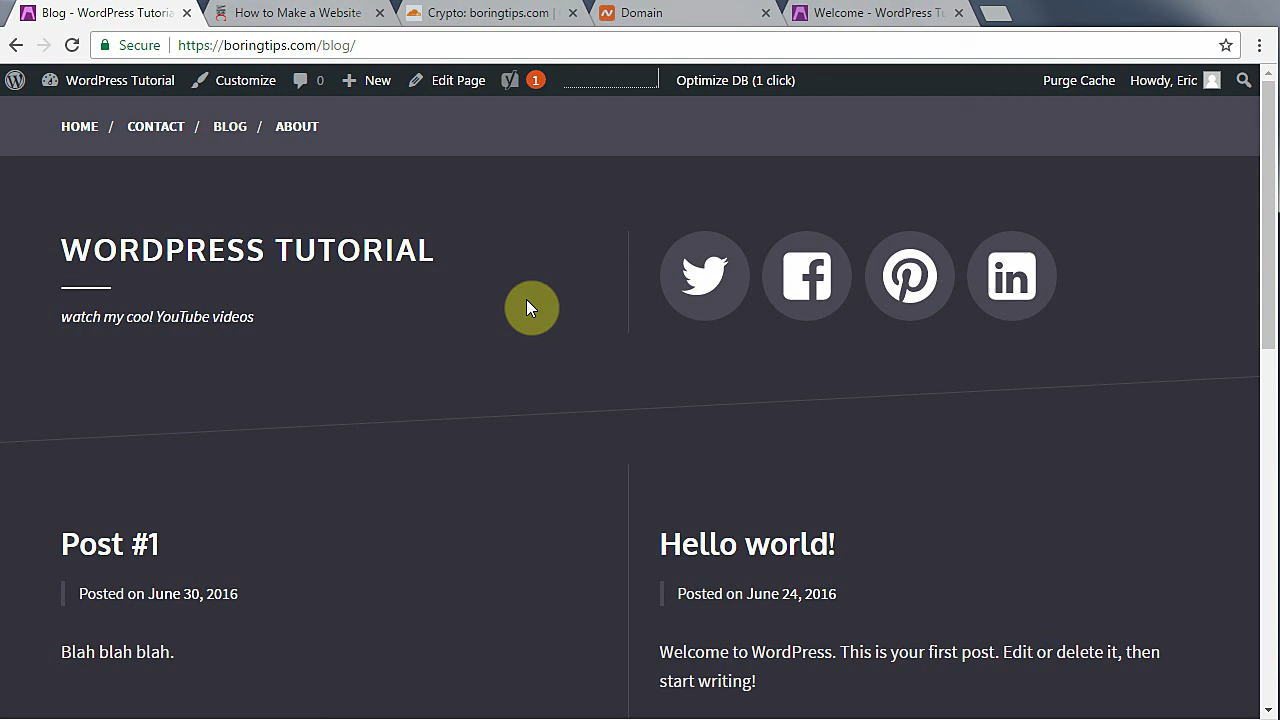 Blog - WordPress Tutoria
How to Make a Website
Crypto: boringtips.com |
Domain
Welcome - WordPress Tu
Secure
https://boringtips.com/blog/
WordPress Tutorial
Customize
0
New
Edit Page
1
Optimize DB (1 click)
Purge Cache
Howdy, Eric
HOME / CONTACT / BLOG / ABOUT
WORDPRESS TUTORIAL
watch my cool YouTube videos
Post #1
Posted on June 30, 2016
Blah blah blah.
Hello world!
Posted on June 24, 2016
Welcome to WordPress. This is your first post. Edit or delete it, then
start writing!